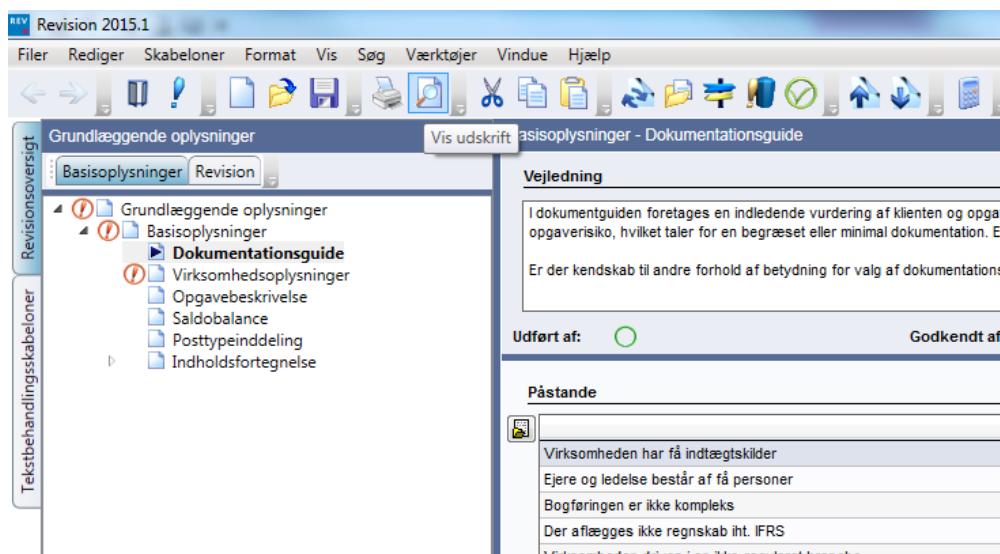 REV Revision 2015.1
Filer Rediger Skabeloner Format Vis Søg Værktøjer Vindue Hjælp
Grundlæggende oplysninger
Vis udskrift
asisoplysninger - Dokumentationsguide
Revisionsoversigt
Tekstbehandlingsskabeloner
Basisoplysninger Revision
Grundlæggende oplysninger
Basisoplysninger
Dokumentationsguide
Virksomhedsoplysninger
Opgavebeskrivelse
Saldobalance
Posttypeinddeling
Indholdsfortegnelse
Vejledning
I dokumentguiden foretages en indledende vurdering af klienten og opga
opgaverisiko, hvilket taler for en begræset eller minimal dokumentation. E
Er der kendskab til andre forhold af betydning for valg af dokumentations
Udført af: Godkendt af
Påstande
Virksomheden har få indtægtskilder
Ejere og ledelse består af få personer
Bogføringen er ikke kompleks
Der aflægges ikke regnskab iht. IFRS